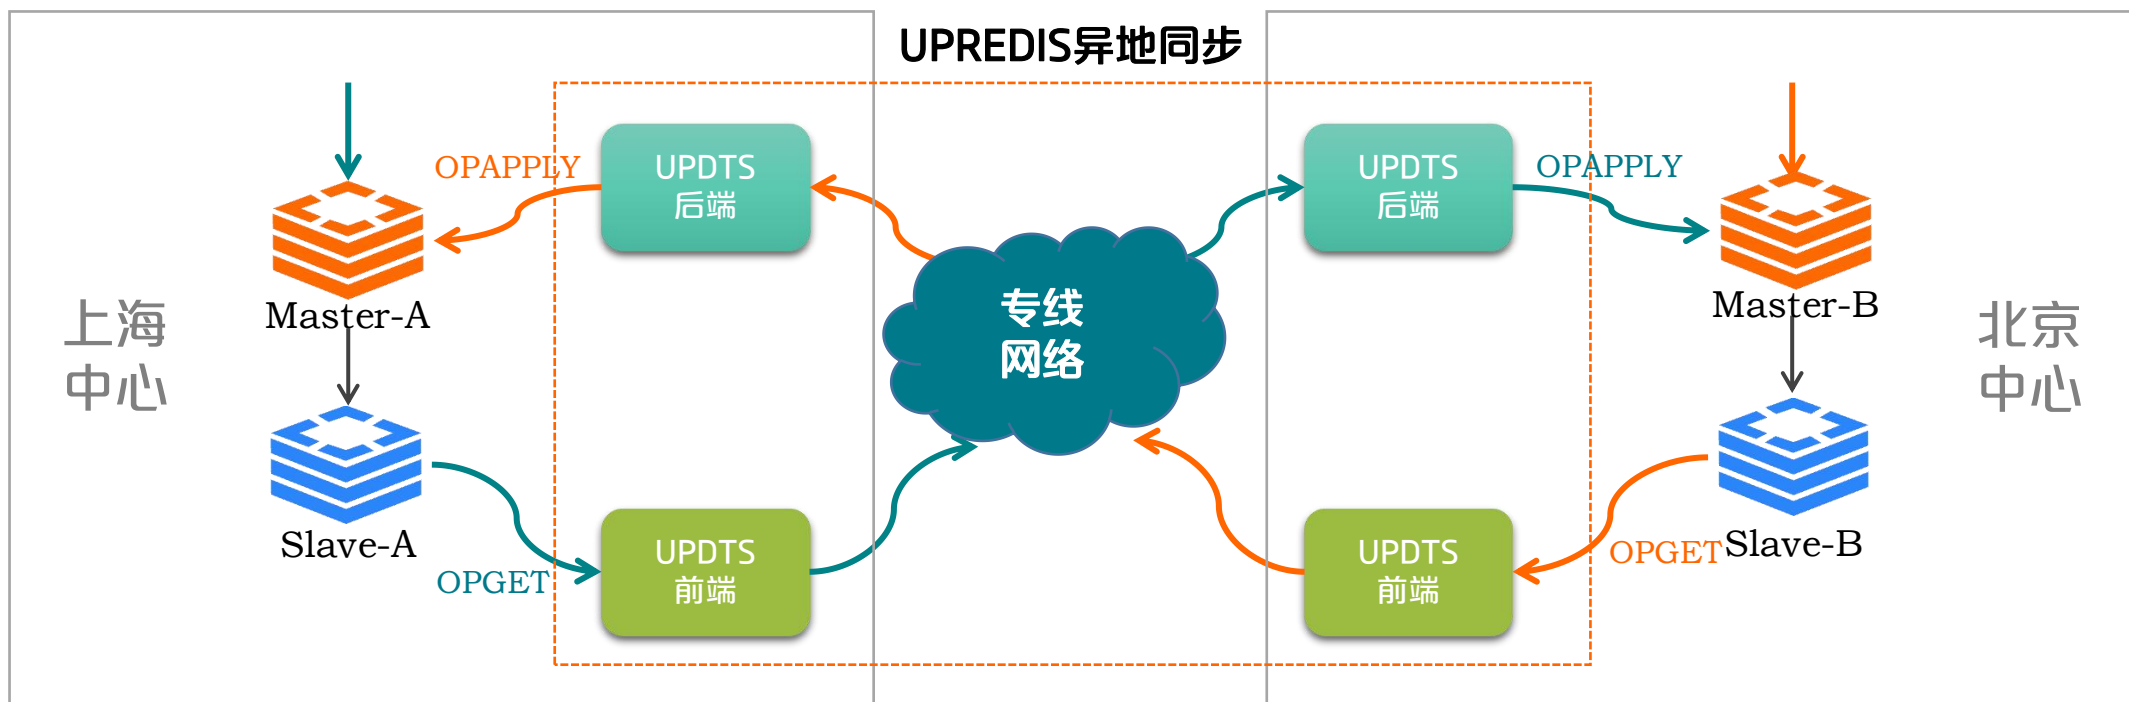 UPREDIS异地同步
OPAPPLY
UPDTS
后端
UPDTS
后端
OPAPPLY
上海
中心
Master-A
专线
网络
Master-B
北京
中心
Slave-A
OPGET
UPDTS
前端
UPDTS
前端
OPGET
Slave-B